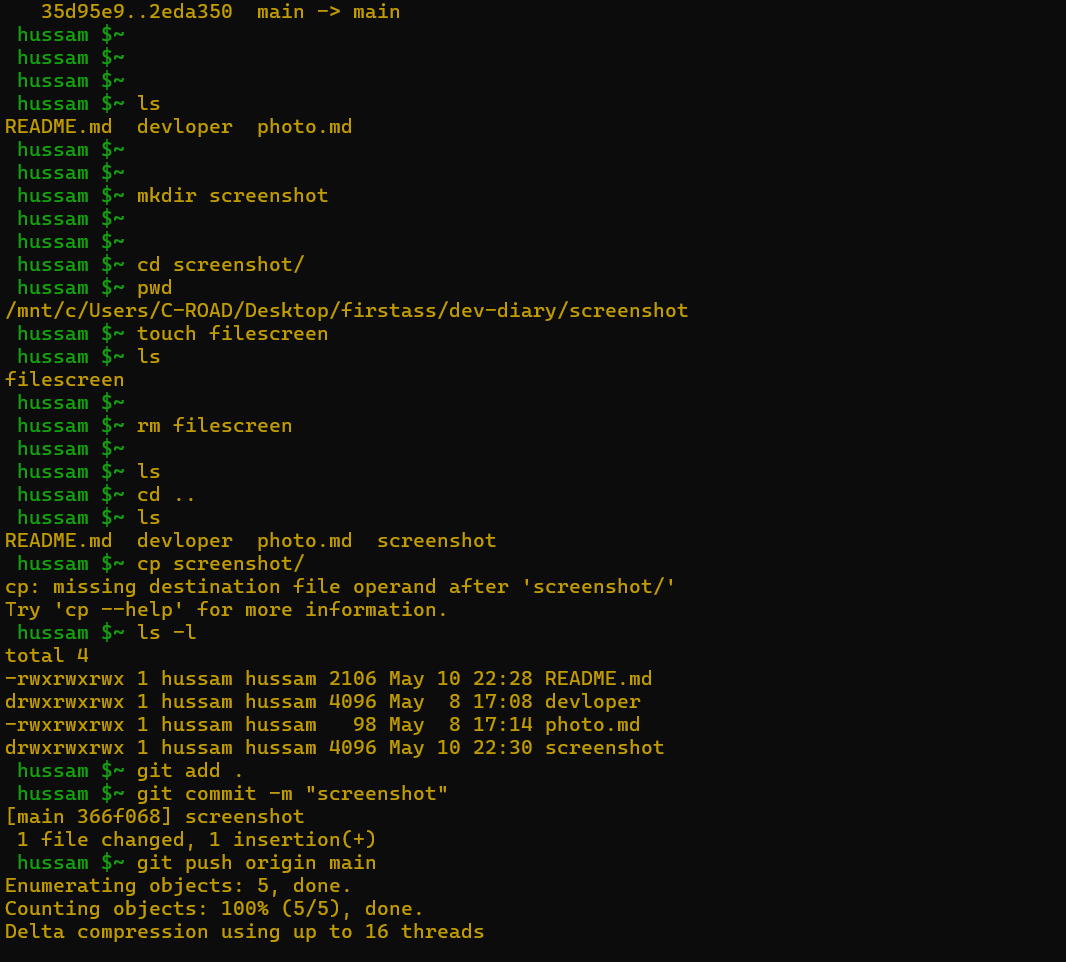 35d95e9..2eda350  main -> main
hussam $~
hussam $~
hussam $~
hussam $~ ls
README.md  devloper  photo.md
hussam $~
hussam $~
hussam $~ mkdir screenshot
hussam $~
hussam $~
hussam $~ cd screenshot/
hussam $~ pwd
/mnt/c/Users/C-ROAD/Desktop/firstass/dev-diary/screenshot
hussam $~ touch filescreen
hussam $~ ls
filescreen
hussam $~
hussam $~ rm filescreen
hussam $~
hussam $~ ls
hussam $~ cd ..
hussam $~ ls
README.md  devloper  photo.md  screenshot
hussam $~ cp screenshot/
cp: missing destination file operand after 'screenshot/'
Try 'cp --help' for more information.
hussam $~ ls -l
total 4
-rwxrwxrwx 1 hussam hussam 2106 May 10 22:28 README.md
drwxrwxrwx 1 hussam hussam 4096 May  8 17:08 devloper
-rwxrwxrwx 1 hussam hussam   98 May  8 17:14 photo.md
drwxrwxrwx 1 hussam hussam 4096 May 10 22:30 screenshot
hussam $~ git add .
hussam $~ git commit -m "screenshot"
[main 366f068] screenshot
1 file changed, 1 insertion(+)
hussam $~ git push origin main
Enumerating objects: 5, done.
Counting objects: 100% (5/5), done.
Delta compression using up to 16 threads